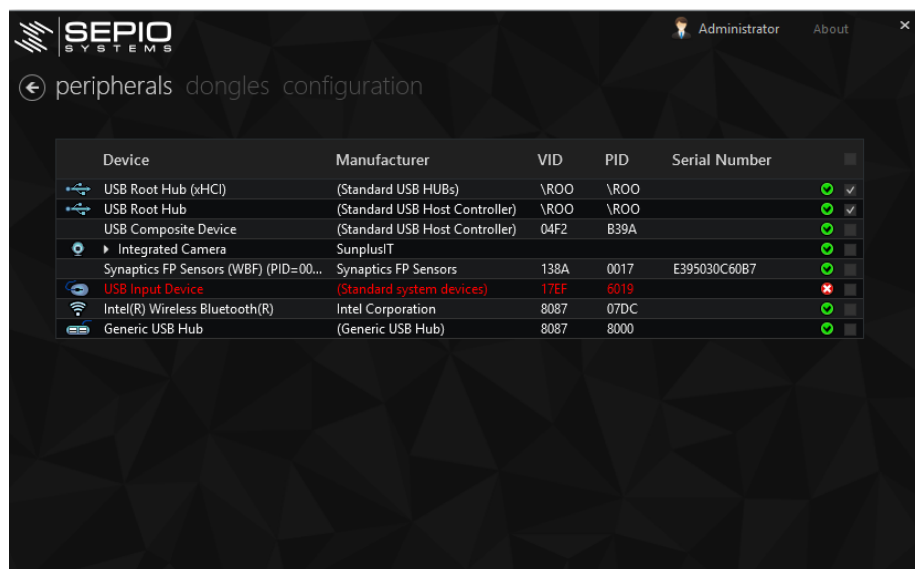 SEPIO
SYSTEMS
Administrator About
peripherals dongles configuration
Device Manufacturer VID PID Serial Number
USB Root Hub (xHCI) (Standard USB HUBs) \ROO \ROO
USB Root Hub (Standard USB Host Controller) \ROO \ROO
USB Composite Device (Standard USB Host Controller) 04F2 B39A
Integrated Camera SunplusIT
Synaptics FP Sensors (WBF) (PID=00... Synaptics FP Sensors 138A 0017 E395030C60B7
USB Input Device (Standard system devices) 17EF 6019
Intel(R) Wireless Bluetooth(R) Intel Corporation 8087 07DC
Generic USB Hub (Generic USB Hub) 8087 8000